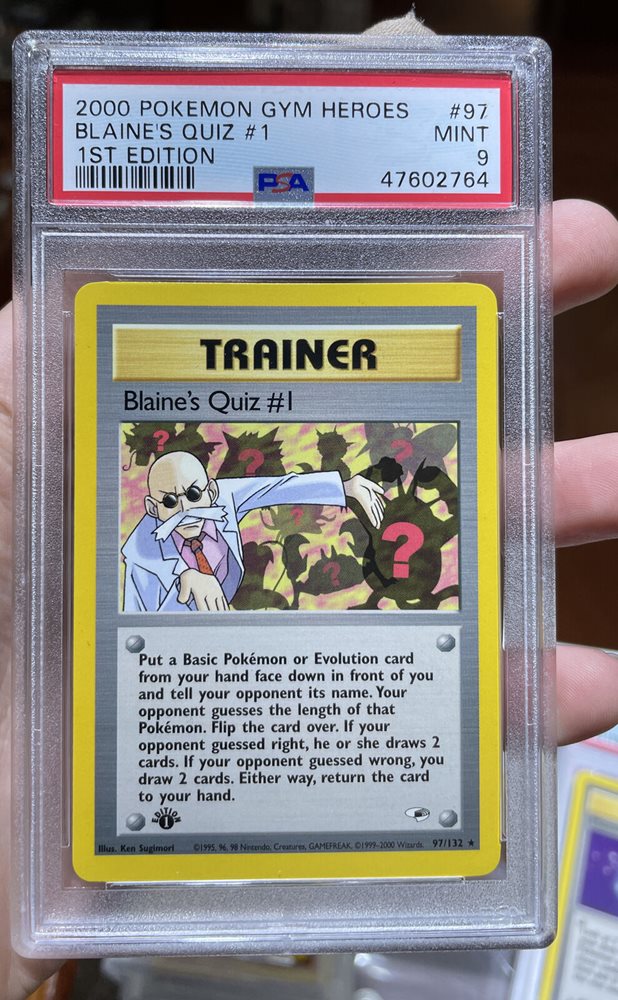 2000 POKEMON GYM HEROES #97
BLAINE'S QUIZ #1 MINT
1ST EDITION 9
PSA 47602764
TRAINER
Blaine's Quiz #1
? ? ?
? ?
?
Put a Basic Pokémon or Evolution card
from your hand face down in front of you
and tell your opponent its name. Your
opponent guesses the length of that
Pokémon. Flip the card over. If your
opponent guessed right, he or she draws 2
cards. If your opponent guessed wrong, you
draw 2 cards. Either way, return the card
to your hand.
EDITION
1
Illus. Ken Sugimori ©1995, 96, 98 Nintendo, Creatures, GAMEFREAK. ©1999-2000 Wizards. 97/132 ★